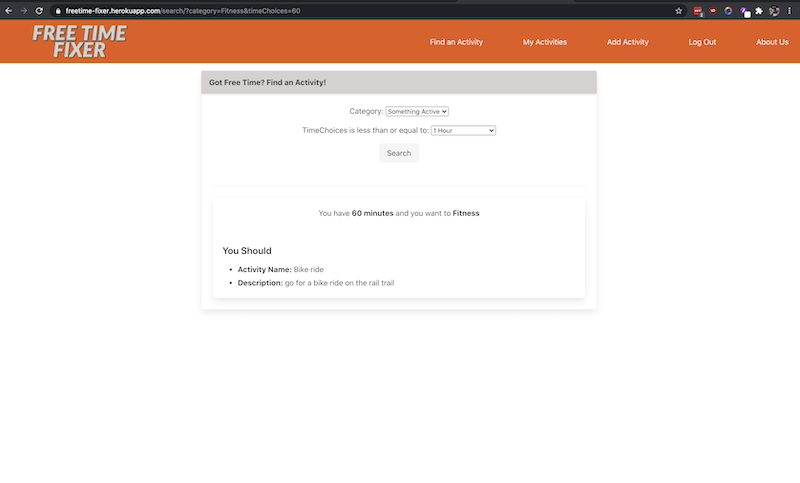 freetime-fixer.herokuapp.com/search/?category=Fitness&timeChoices=60
FREE TIME
FIXER
Find an Activity
My Activities
Add Activity
Log Out
About Us
Got Free Time? Find an Activity!
Category: Something Active
TimeChoices is less than or equal to: 1 Hour
Search
You have 60 minutes and you want to Fitness
You Should
• Activity Name: Bike ride
• Description: go for a bike ride on the rail trail